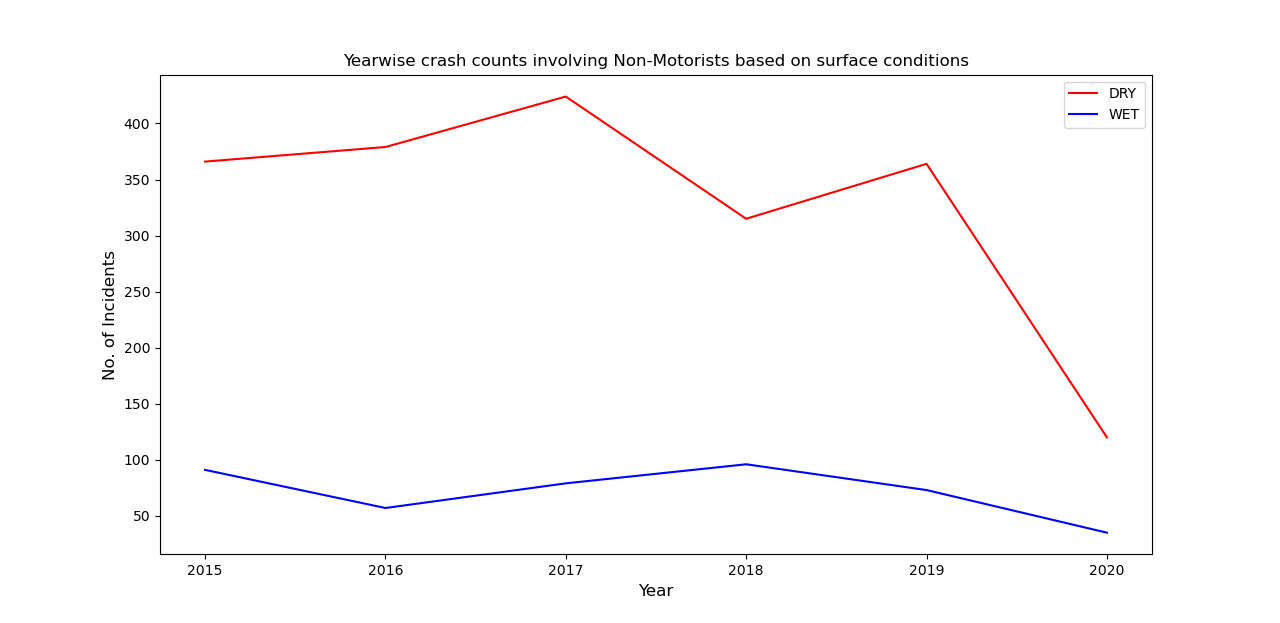 Yearwise crash counts involving Non-Motorists based on surface conditions
DRY
WET
No. of Incidents
400
350
300
250
200
150
100
50
2015 2016 2017 2018 2019 2020
Year